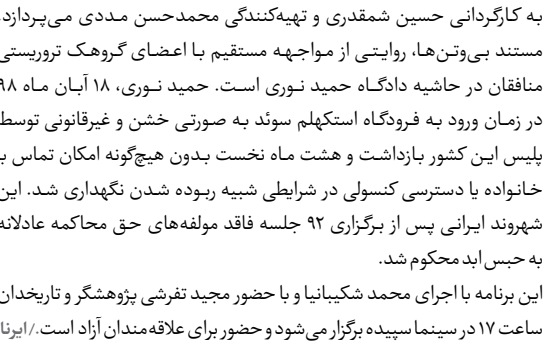 به کارگردانی حسین شمقدری و تهیه‌کنندگی محمدحسن مددی می‌پردازد.
مستند بی‌وتن‌ها، روایتی از مواجهه مستقیم با اعضای گروهک تروریستی
منافقان در حاشیه دادگاه حمید نوری است. حمید نوری، ۱۸ آبان ماه ۹۸
در زمان ورود به فرودگاه استکهلم سوئد به صورتی خشن و غیرقانونی توسط
پلیس این کشور بازداشت و هشت ماه نخست بدون هیچ‌گونه امکان تماس با
خانواده یا دسترسی کنسولی در شرایطی شبیه ربوده شدن نگهداری شد. این
شهروند ایرانی پس از برگزاری ۹۲ جلسه فاقد مولفه‌های حق محاکمه عادلانه
به حبس ابد محکوم شد.
این برنامه با اجرای محمد شکیبانیا و با حضور مجید تفرشی پژوهشگر و تاریخدان
ساعت ۱۷ در سینما سپیده برگزار می‌شود و حضور برای علاقه‌مندان آزاد است./ایرنا